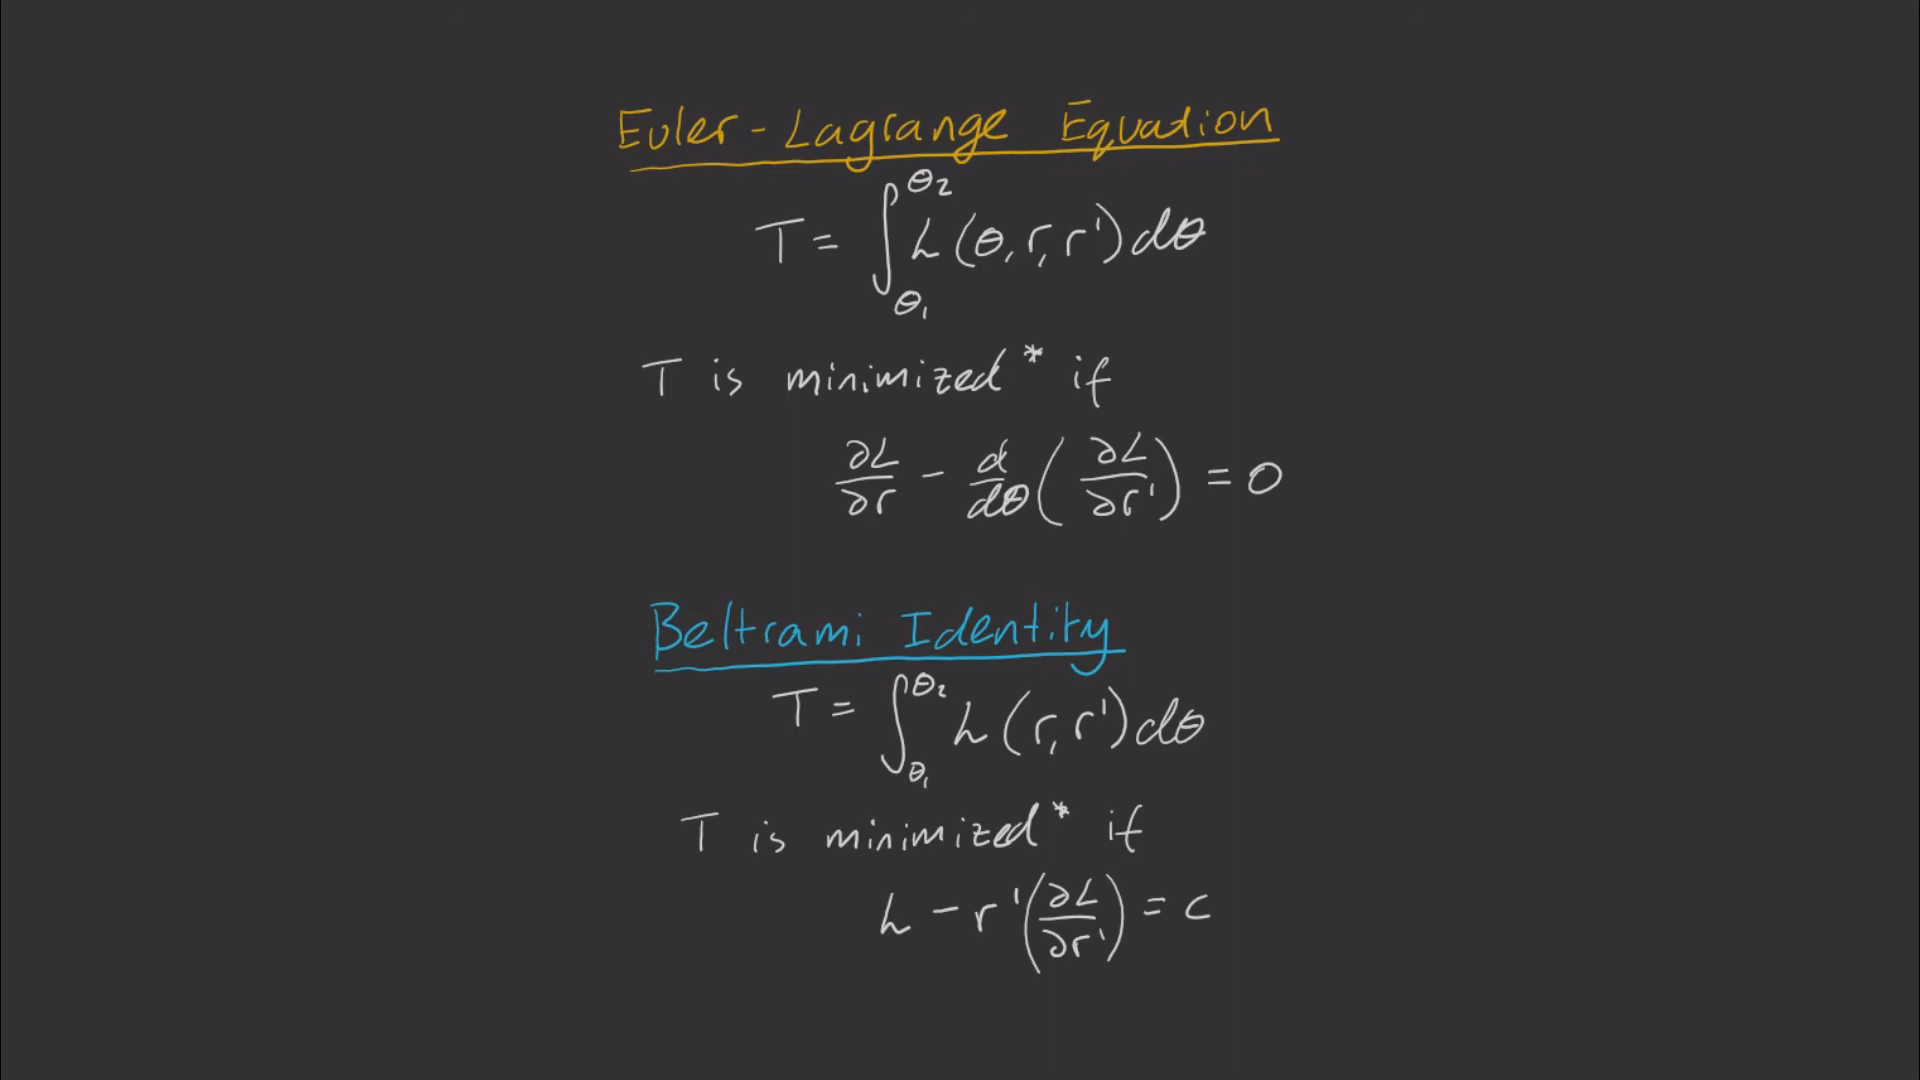 Euler-Lagrange Equation
T = ∫_{θ₁}^{θ₂} L(θ, r, r') dθ
T is minimized* if
∂L/∂r - d/dθ (∂L/∂r') = 0
Beltrami Identity
T = ∫_{θ₁}^{θ₂} L(r, r') dθ
T is minimized* if
L - r' (∂L/∂r') = C